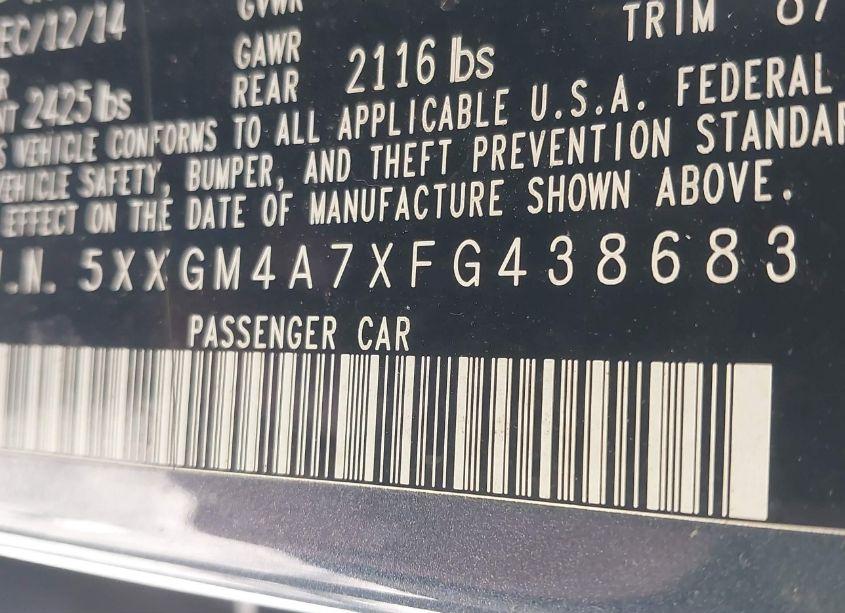 EC/12/14
GVWR
TRIM
GAWR
REAR
2116 lbs
NT 2425 lbs
S VEHICLE CONFORMS TO ALL APPLICABLE U.S.A. FEDERAL
VEHICLE SAFETY, BUMPER, AND THEFT PREVENTION STANDAR
EFFECT ON THE DATE OF MANUFACTURE SHOWN ABOVE.
.I.N. 5XXGM4A7XFG438683
PASSENGER CAR